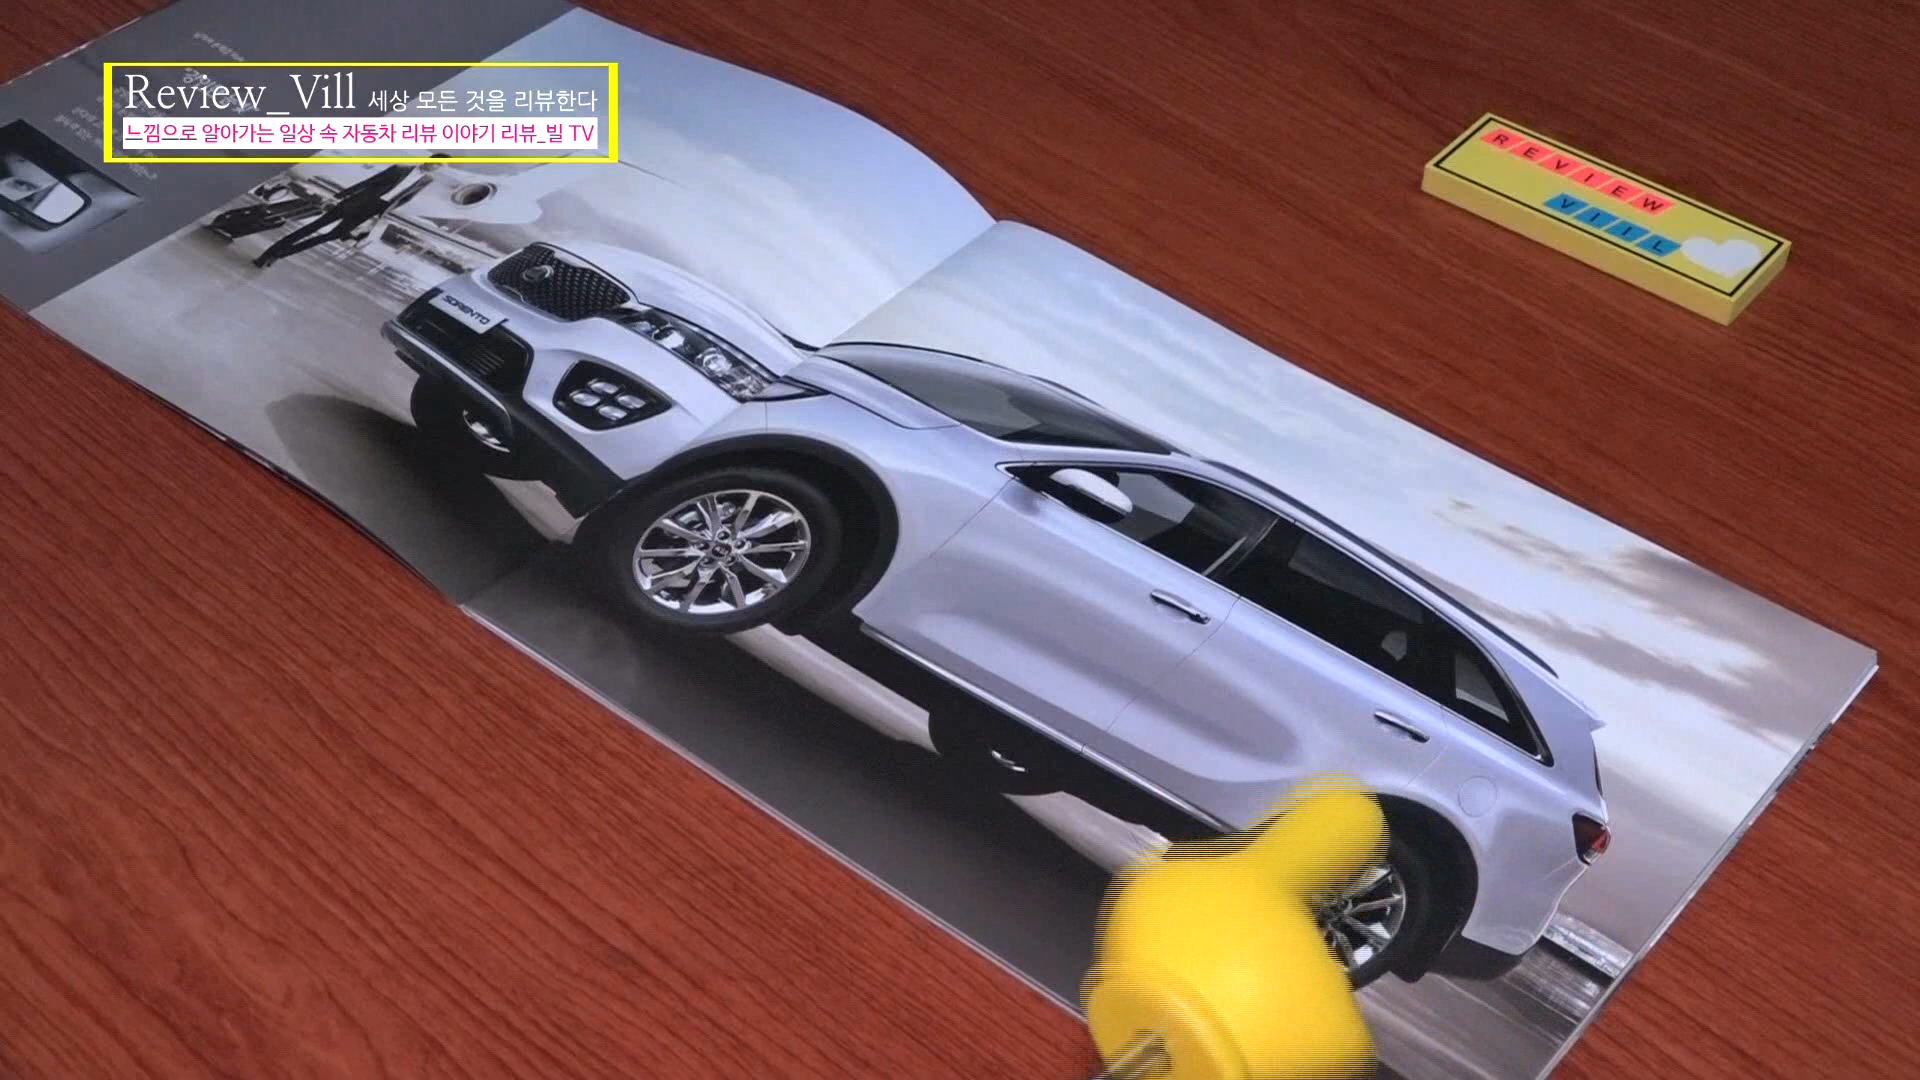 Review_Vill 세상 모든 것을 리뷰한다
느낌으로 알아가는 일상 속 자동차 리뷰 이야기 리뷰_빌 TV
REVIEW
VIIL
SORENTO